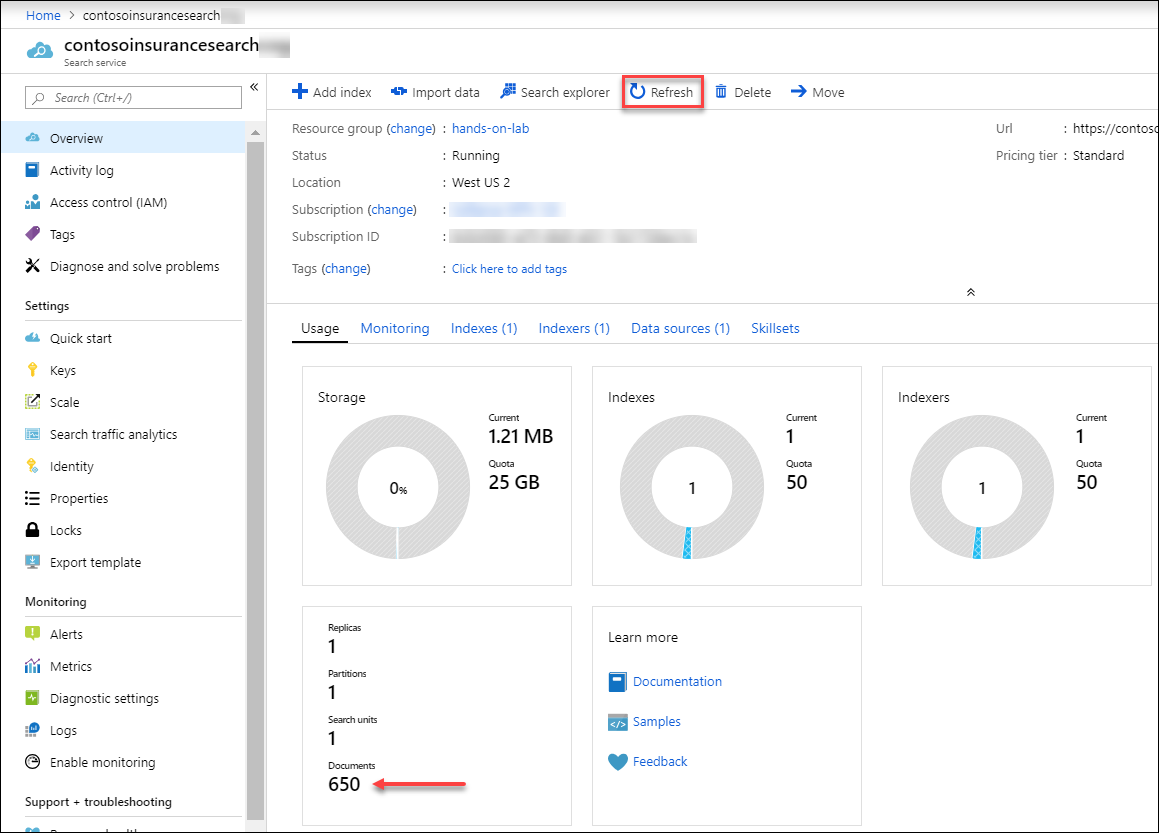 Home > contosoinsurancesearch
contosoinsurancesearch
Search service
Search (Ctrl+/)
«
Overview
Activity log
Access control (IAM)
Tags
Diagnose and solve problems
Settings
Quick start
Keys
Scale
Search traffic analytics
Identity
Properties
Locks
Export template
Monitoring
Alerts
Metrics
Diagnostic settings
Logs
Enable monitoring
Support + troubleshooting
Add index Import data Search explorer Refresh Delete Move
Resource group (change) : hands-on-lab
Status : Running
Location : West US 2
Subscription (change) :
Subscription ID :
Tags (change) : Click here to add tags
Url : https://contoso
Pricing tier : Standard
Usage Monitoring Indexes (1) Indexers (1) Data sources (1) Skillsets
Storage
0%
Current
1.21 MB
Quota
25 GB
Indexes
1
Current
1
Quota
50
Indexers
1
Current
1
Quota
50
Replicas
1
Partitions
1
Search units
1
Documents
650
Learn more
Documentation
Samples
Feedback